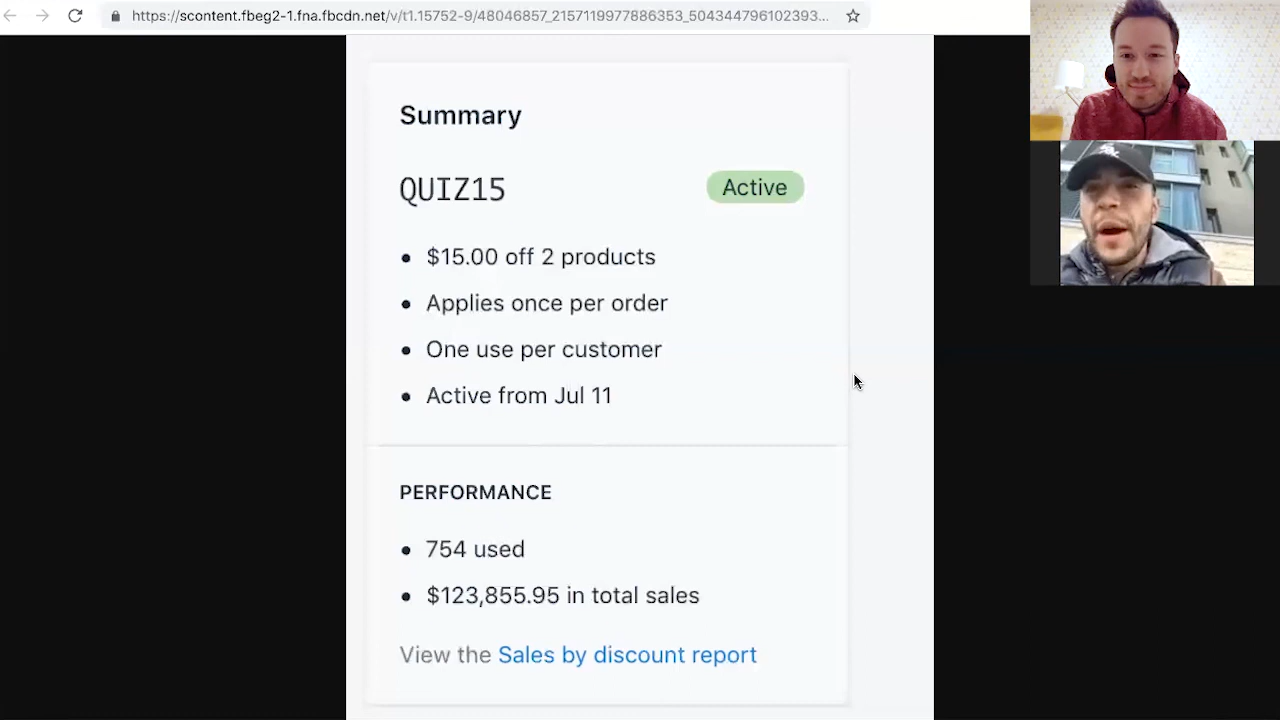 https://scontent.fbeg2-1.fna.fbcdn.net/v/t1.15752-9/48046857_2157119977886353_504344796102393...
Summary
QUIZ15
Active
• $15.00 off 2 products
• Applies once per order
• One use per customer
• Active from Jul 11
PERFORMANCE
• 754 used
• $123,855.95 in total sales
View the Sales by discount report